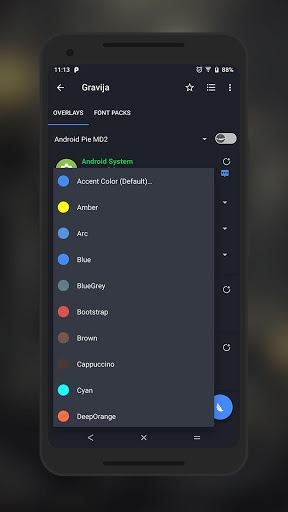 11:13
88%
Gravija
OVERLAYS FONT PACKS
Android Pie MD2
Android System
Accent Color (Default)...
Amber
Arc
Blue
BlueGrey
Bootstrap
Brown
Cappuccino
Cyan
DeepOrange